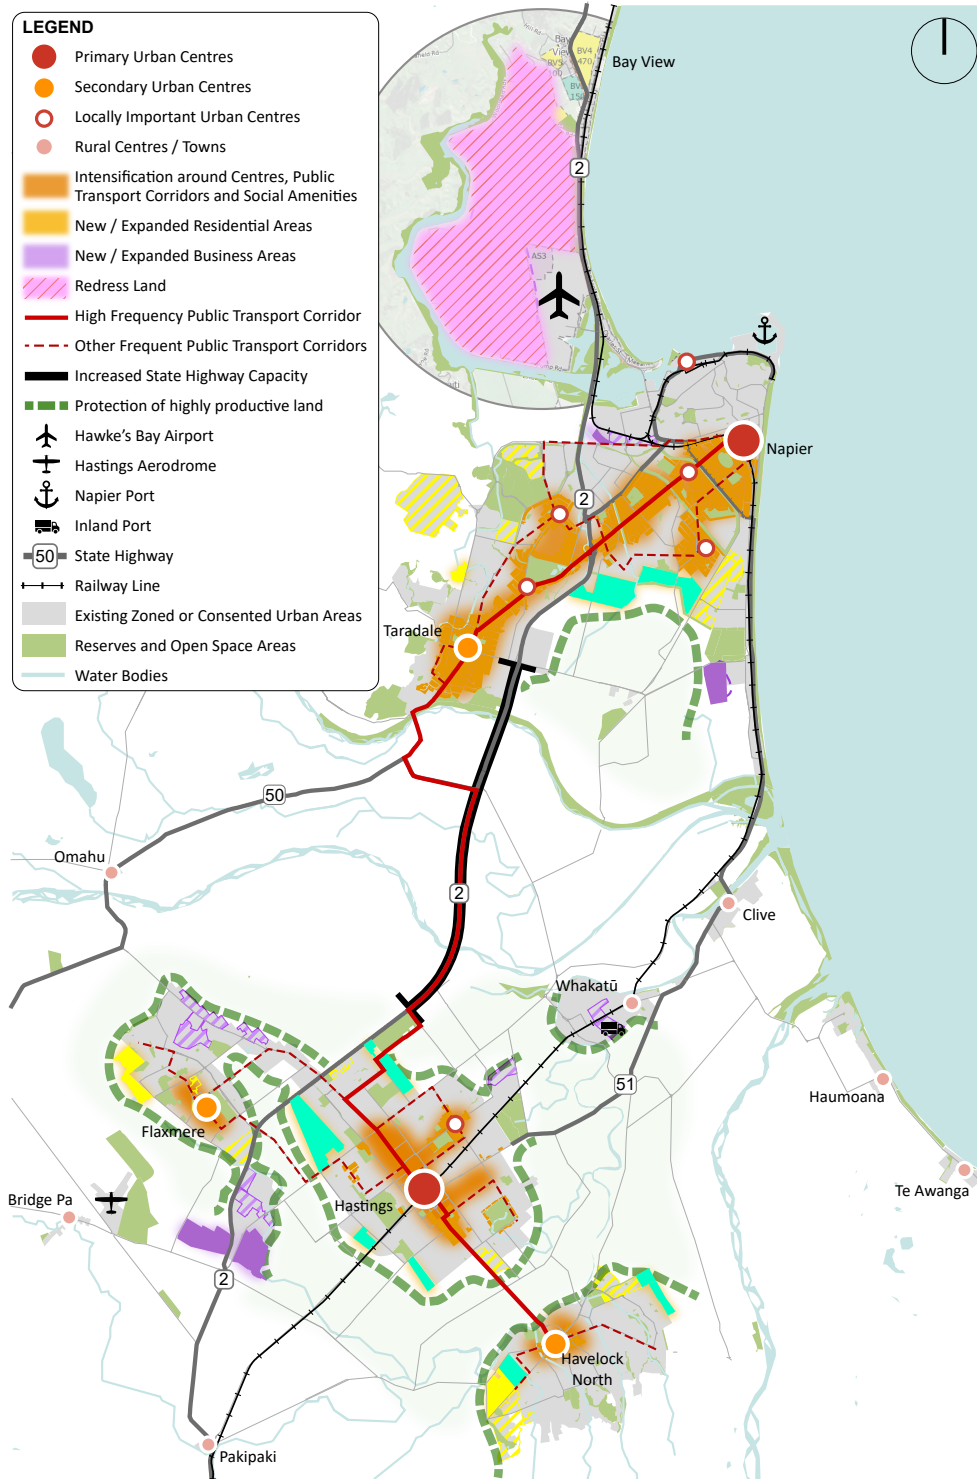 LEGEND
Primary Urban Centres
Secondary Urban Centres
Locally Important Urban Centres
Rural Centres / Towns
Intensification around Centres, Public
Transport Corridors and Social Amenities
New / Expanded Residential Areas
New / Expanded Business Areas
Redress Land
High Frequency Public Transport Corridor
Other Frequent Public Transport Corridors
Increased State Highway Capacity
Protection of highly productive land
Hawke's Bay Airport
Hastings Aerodrome
Napier Port
Inland Port
50
State Highway
Railway Line
Existing Zoned or Consented Urban Areas
Reserves and Open Space Areas
Water Bodies
BV4
470
Bay View
2
AS3
Napier
2
Taradale
50
Omahu
2
Clive
Whakatū
51
Haumoana
Flaxmere
Te Awanga
Bridge Pa
Hastings
2
Havelock
North
Pakipaki